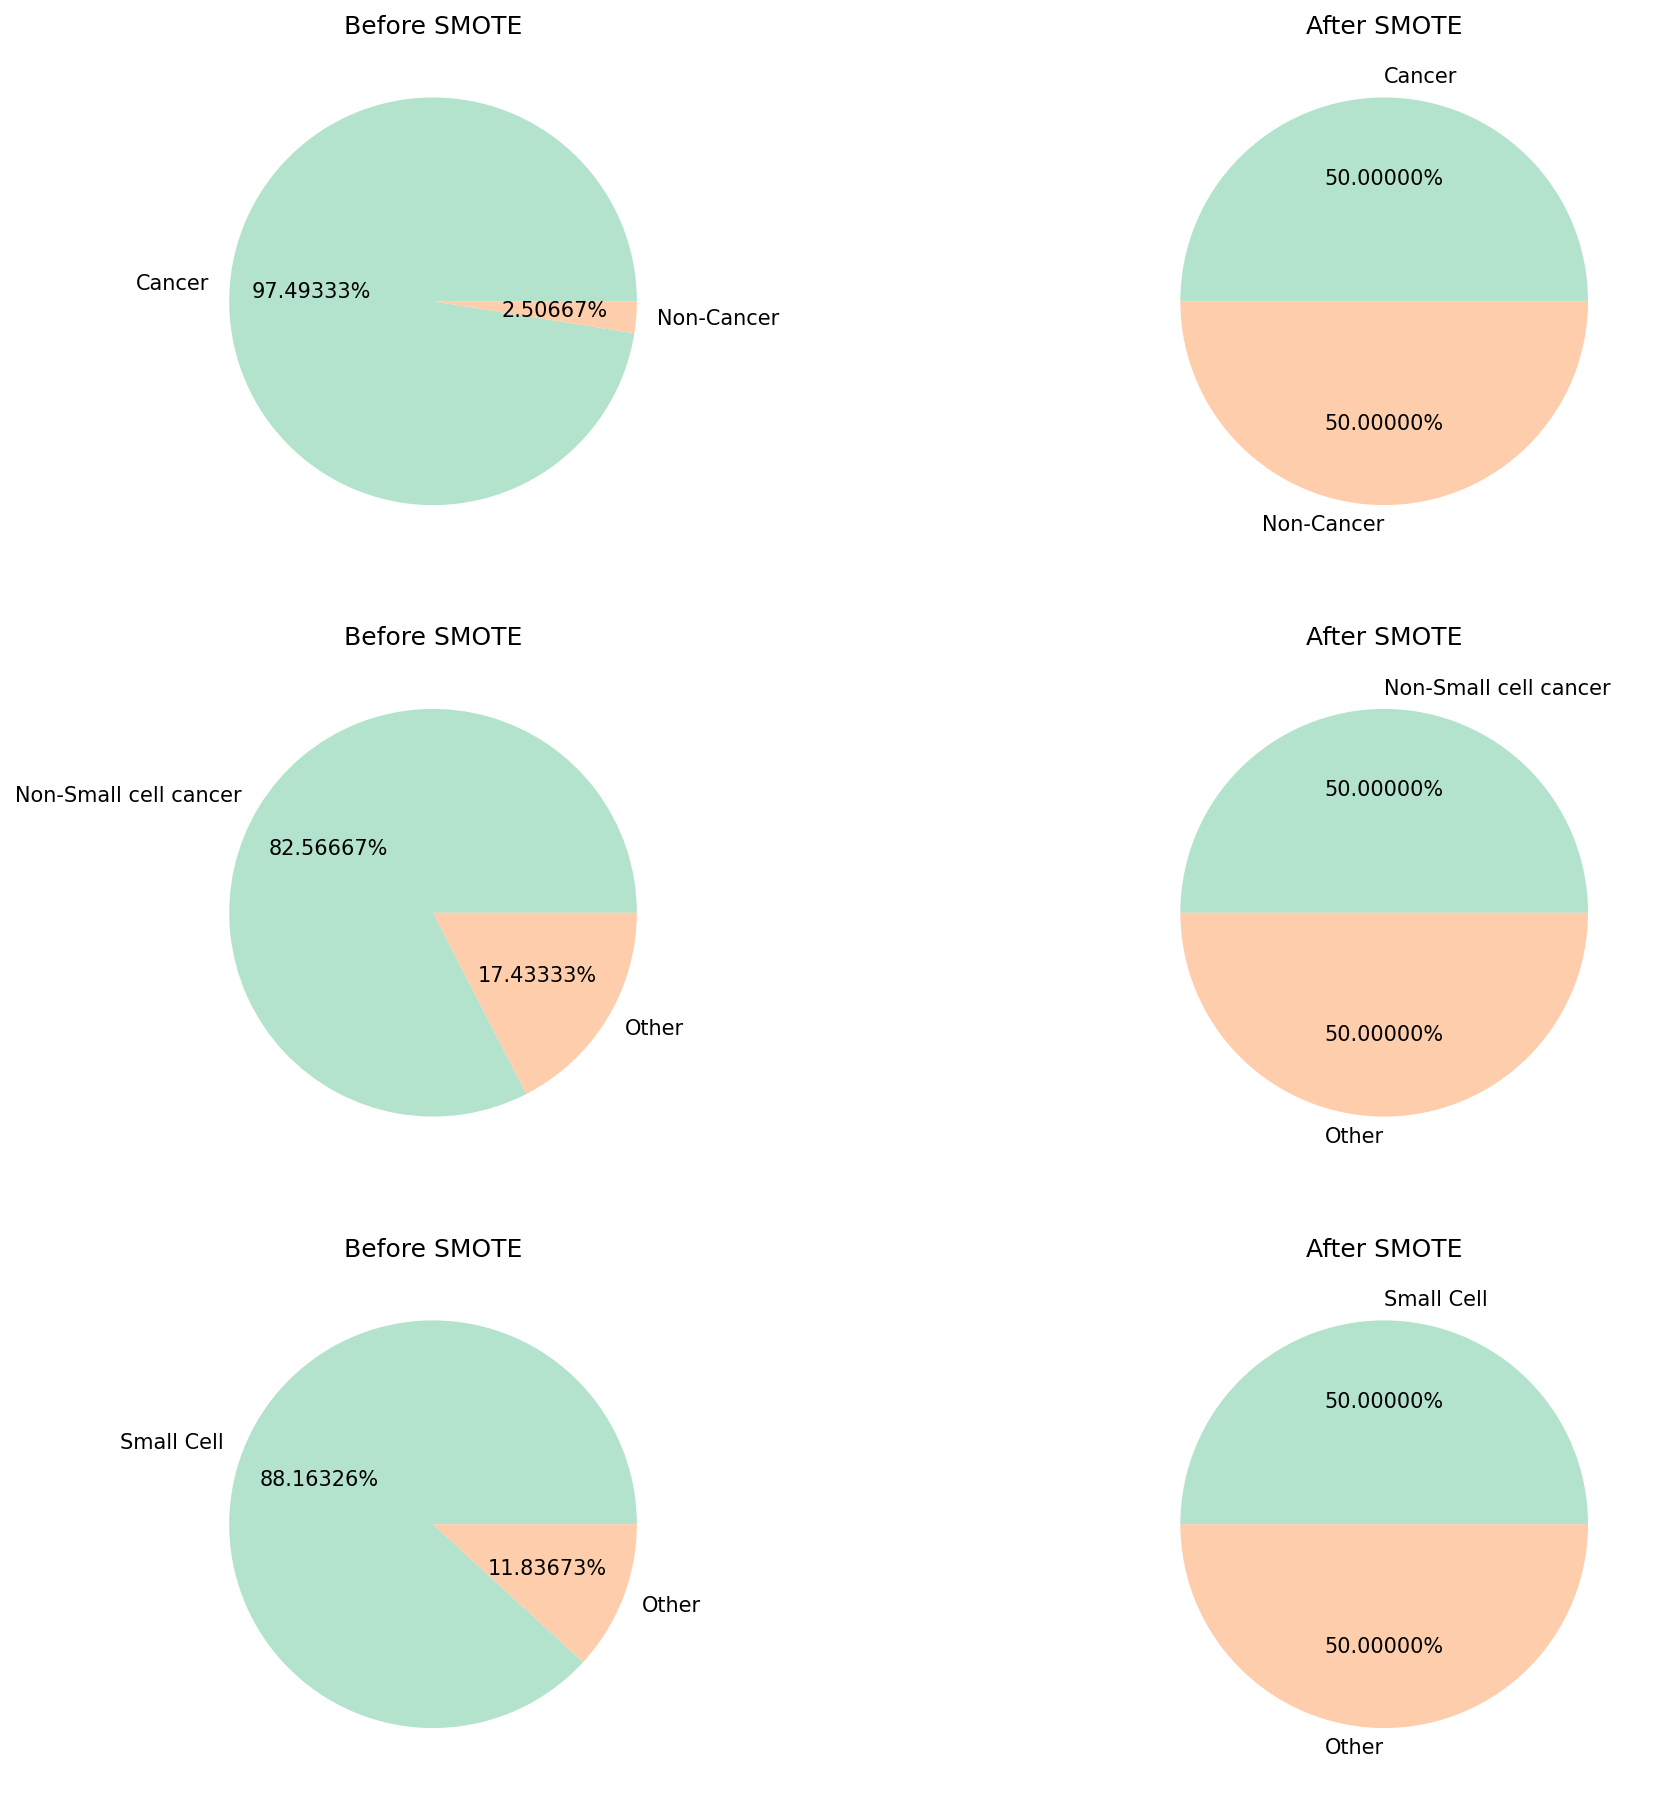 Before SMOTE
After SMOTE
Cancer
50.00000%
Cancer
97.49333%
2.50667%
Non-Cancer
50.00000%
Non-Cancer
Before SMOTE
After SMOTE
Non-Small cell cancer
50.00000%
Non-Small cell cancer
82.56667%
17.43333%
Other
50.00000%
Other
Before SMOTE
After SMOTE
Small Cell
50.00000%
Small Cell
88.16326%
11.83673%
Other
50.00000%
Other